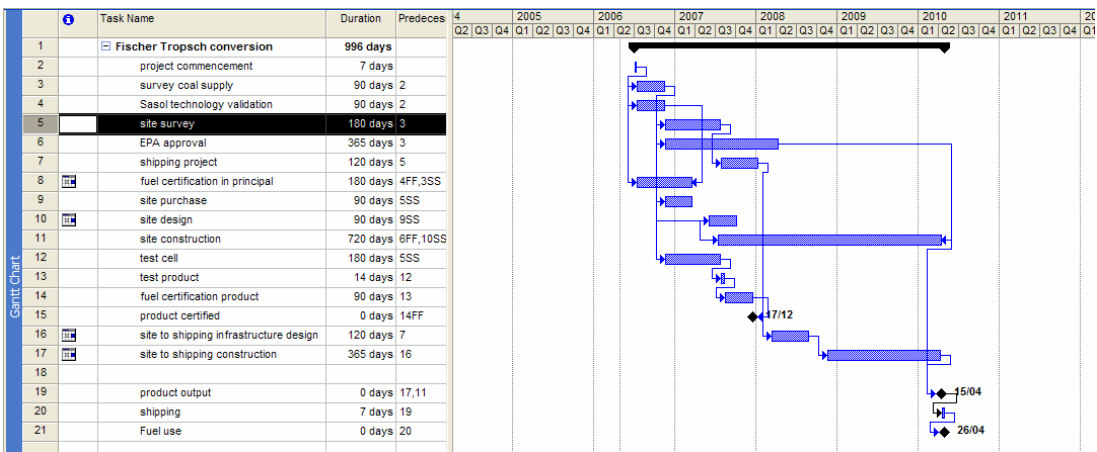 Task Name Duration Predeces 4 2005 2006 2007 2008 2009 2010 2011 20
Q2 Q3 Q4 Q1 Q2 Q3 Q4 Q1 Q2 Q3 Q4 Q1 Q2 Q3 Q4 Q1 Q2 Q3 Q4 Q1 Q2 Q3 Q4 Q1 Q2 Q3 Q4 Q1 Q2 Q3 Q4 Q1
1 Fischer Tropsch conversion 996 days
2 project commencement 7 days
3 survey coal supply 90 days 2
4 Sasol technology validation 90 days 2
5 site survey 180 days 3
6 EPA approval 365 days 3
7 shipping project 120 days 5
8 fuel certification in principal 180 days 4FF,3SS
9 site purchase 90 days 5SS
10 site design 90 days 9SS
11 site construction 720 days 6FF,10SS
12 test cell 180 days 5SS
13 test product 14 days 12
14 fuel certification product 90 days 13
15 product certified 0 days 14FF 17/12
16 site to shipping infrastructure design 120 days 7
17 site to shipping construction 365 days 16
18
19 product output 0 days 17,11 15/04
20 shipping 7 days 19
21 Fuel use 0 days 20 26/04
Gantt Chart